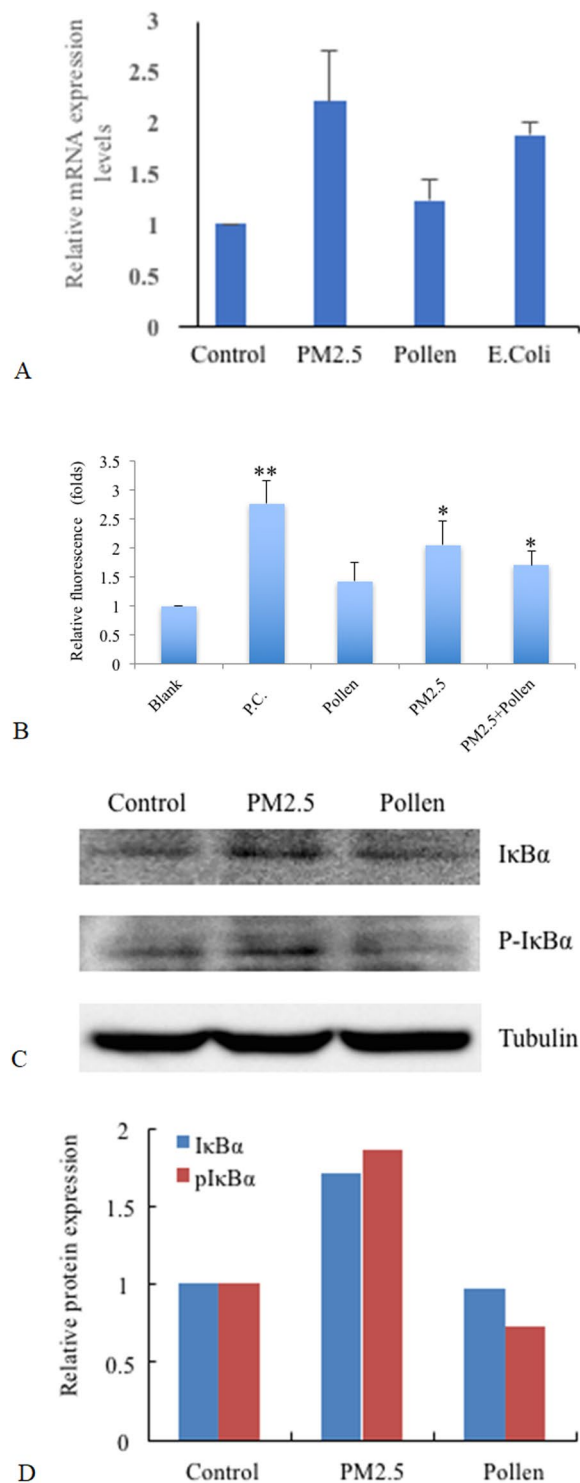 3
2.5
2
1.5
1
0.5
0
Relative mRNA expression
levels
Control PM2.5 Pollen E.Coli
A
3.5
3
2.5
2
1.5
1
0.5
0
Relative fluorescence (folds)
**
*
*
Blank
P.C.
Pollen
PM2.5
PM2.5+Pollen
B
Control PM2.5 Pollen
IκBα
P-IκBα
Tubulin
C
2
1.5
1
0.5
0
Relative protein expression
IκBα
pIκBα
Control PM2.5 Pollen
D